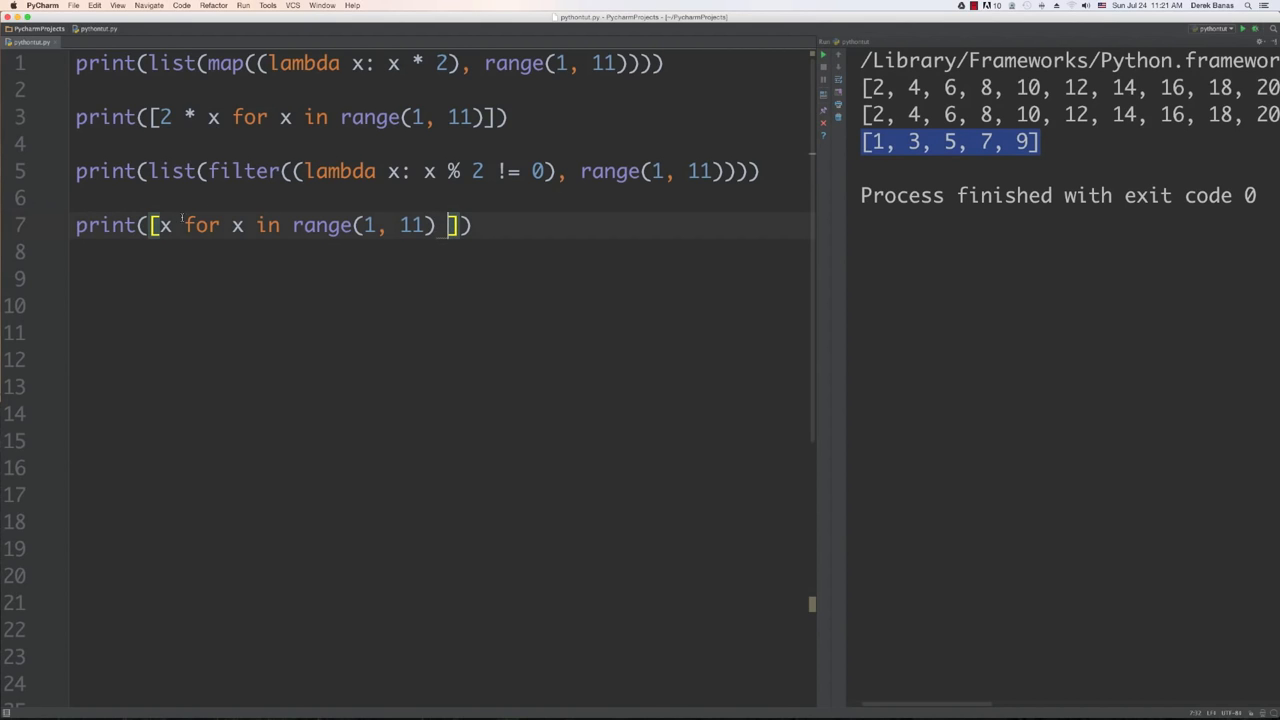 PyCharm File Edit View Navigate Code Refactor Run Tools VCS Window Help
10 Sun Jul 24 11:21 AM Derek Banas
pythontut.py - PycharmProjects - [~/PycharmProjects]
PycharmProjects pythontut.py pythontut
pythontut.py
Run: pythontut
1 print(list(map((lambda x: x * 2), range(1, 11))))
2
3 print([2 * x for x in range(1, 11)])
4
5 print(list(filter((lambda x: x % 2 != 0), range(1, 11))))
6
7 print([x for x in range(1, 11) ])
8
9
10
11
12
13
14
15
16
17
18
19
20
21
22
23
24
/Library/Frameworks/Python.framewor
[2, 4, 6, 8, 10, 12, 14, 16, 18, 20
[2, 4, 6, 8, 10, 12, 14, 16, 18, 20
[1, 3, 5, 7, 9]
Process finished with exit code 0
7:32 LF≠ UTF-8≠